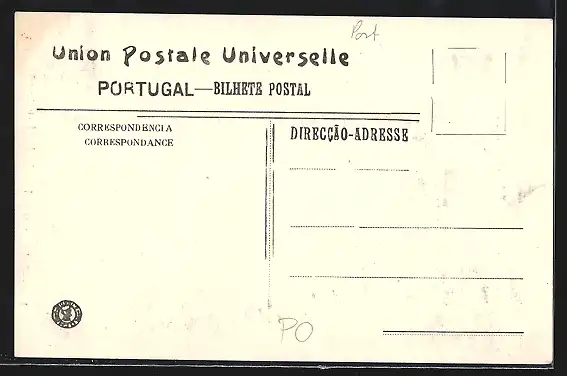 Port
Union Postale Universelle
PORTUGAL—BILHETE POSTAL
CORRESPONDENCIA
CORRESPONDANCE
DIRECÇÃO-ADRESSE
PO